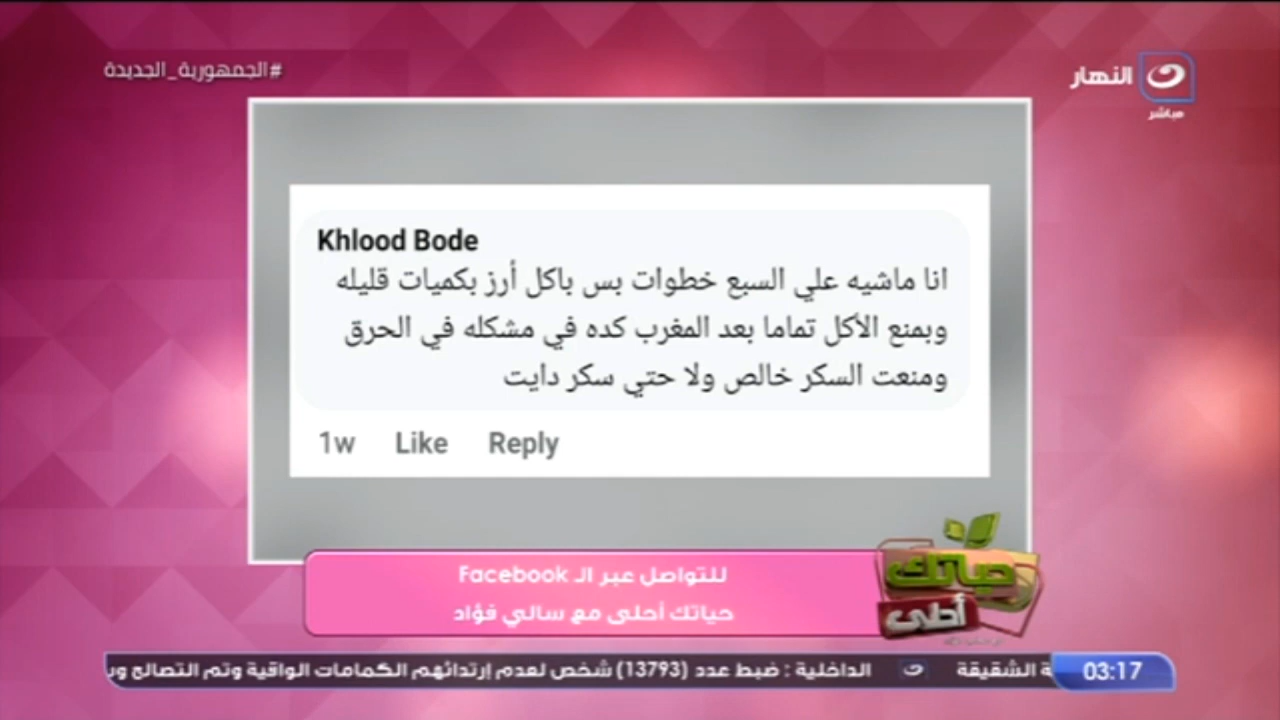 #الجمهورية_الجديدة
النهار
مباشر
Khlood Bode
انا ماشيه علي السبع خطوات بس باكل أرز بكميات قليله
وبمنع الأكل تماما بعد المغرب كده في مشكله في الحرق
ومنعت السكر خالص ولا حتي سكر دايت
1w Like Reply
حياتك
أحلى
للتواصل عبر الـ Facebook
حياتك أحلى مع سالي فؤاد
03:17
ة الشقيقة الداخلية : ضبط عدد (13793) شخص لعدم إرتدائهم الكمامات الواقية وتم التصالح ور